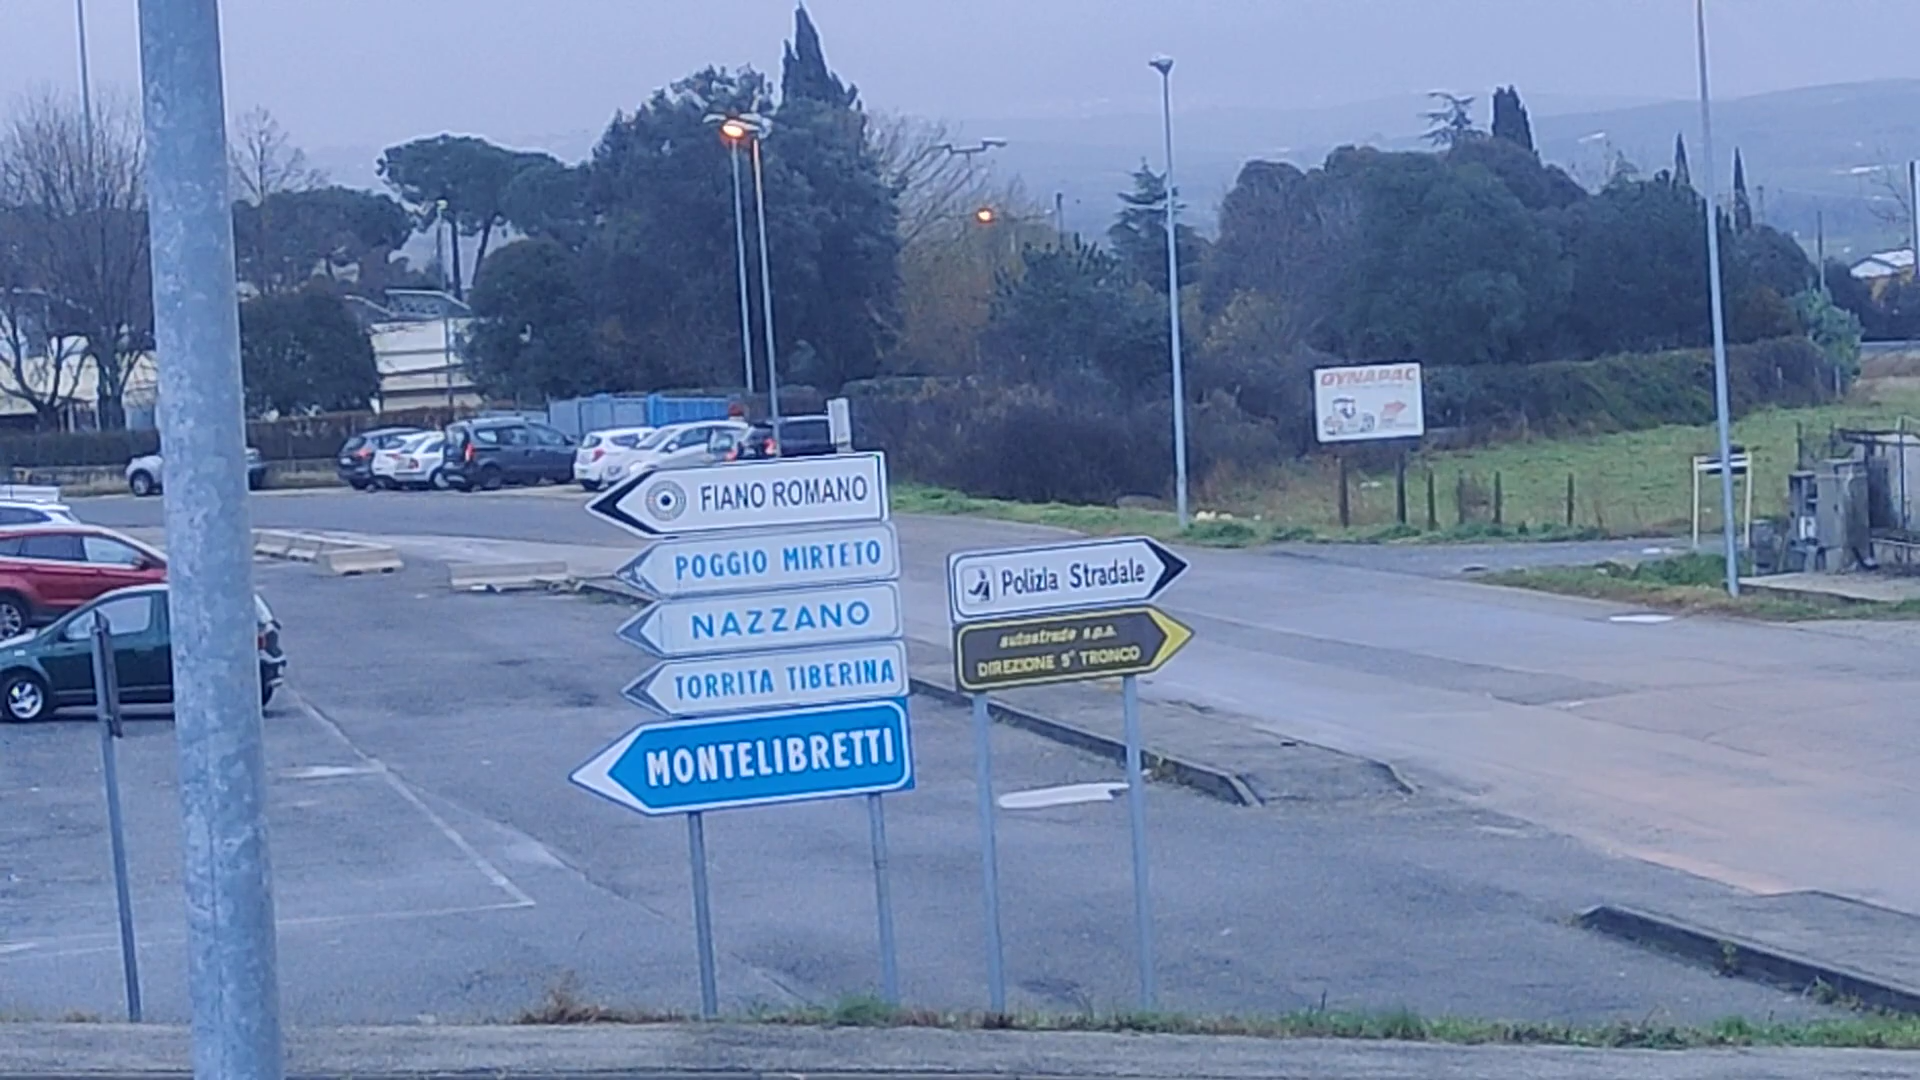 FIANO ROMANO
POGGIO MIRTETO
NAZZANO
TORRITA TIBERINA
MONTELIBRETTI
Polizia Stradale
autostrade s.p.a.
DIREZIONE 5° TRONCO
DYNAPAC